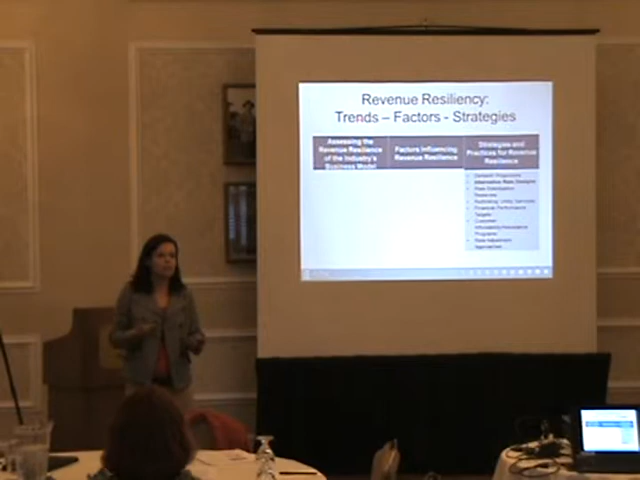 Revenue Resiliency:
Trends – Factors - Strategies
Assessing the
Revenue Resilience
of the Industry's
Business Model
Factors Influencing
Revenue Resilience
Strategies and
Practices for Revenue
Resilience
Demand Projections
Alternative Rate Designs
Rate Stabilization
Reserves
Rethinking Utility Services
Financial Performance
Targets
Customer
Affordability/Assistance
Programs
Rate Adjustment
Approaches